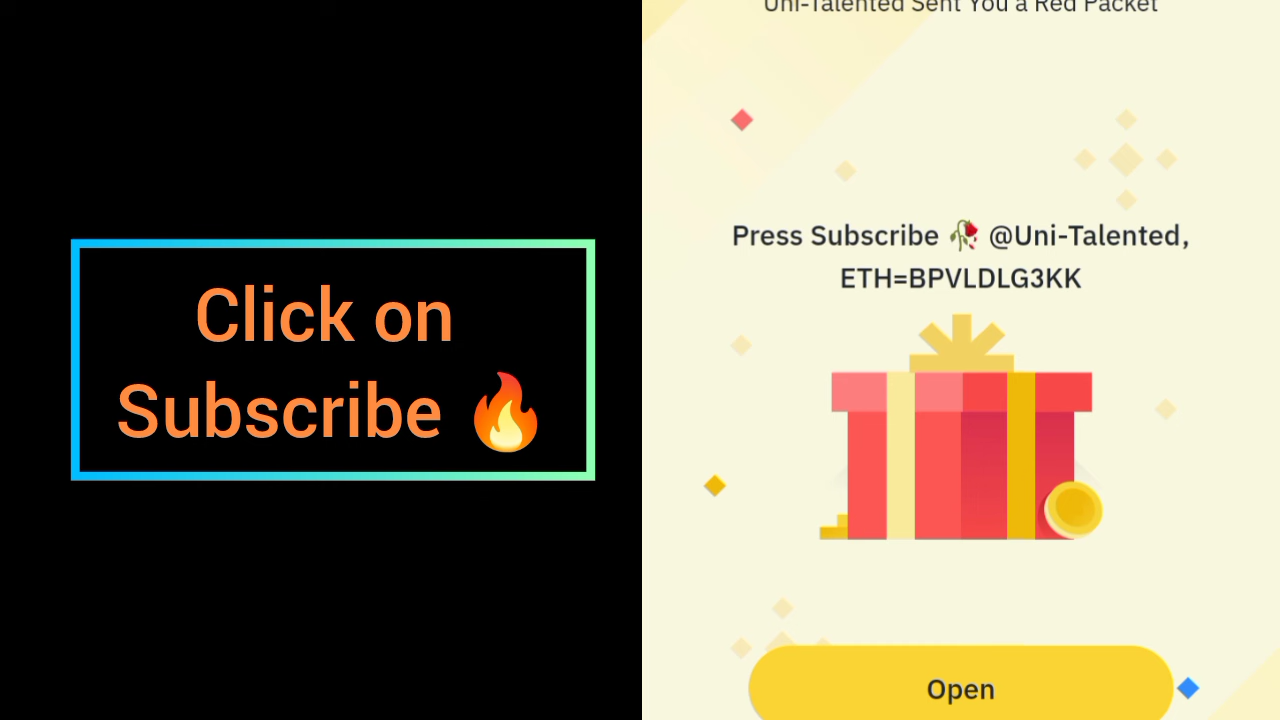 Click on
Subscribe 🔥
Uni-Talented Sent You a Red Packet
Press Subscribe 🥀 @Uni-Talented,
ETH=BPVLDLG3KK
Open